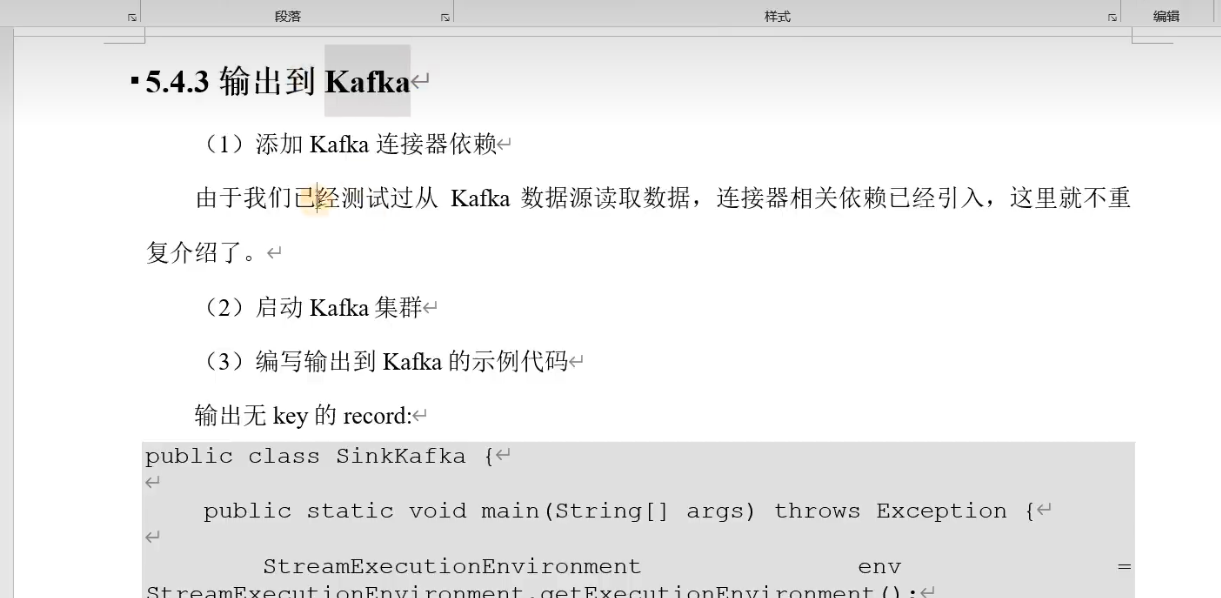 段落 样式 编辑
5.4.3 输出到 Kafka
（1）添加 Kafka 连接器依赖
由于我们已经测试过从 Kafka 数据源读取数据，连接器相关依赖已经引入，这里就不重
复介绍了。
（2）启动 Kafka 集群
（3）编写输出到 Kafka 的示例代码
输出无 key 的 record:
public class SinkKafka {
public static void main(String[] args) throws Exception {
StreamExecutionEnvironment env =
StreamExecutionEnvironment.getExecutionEnvironment();